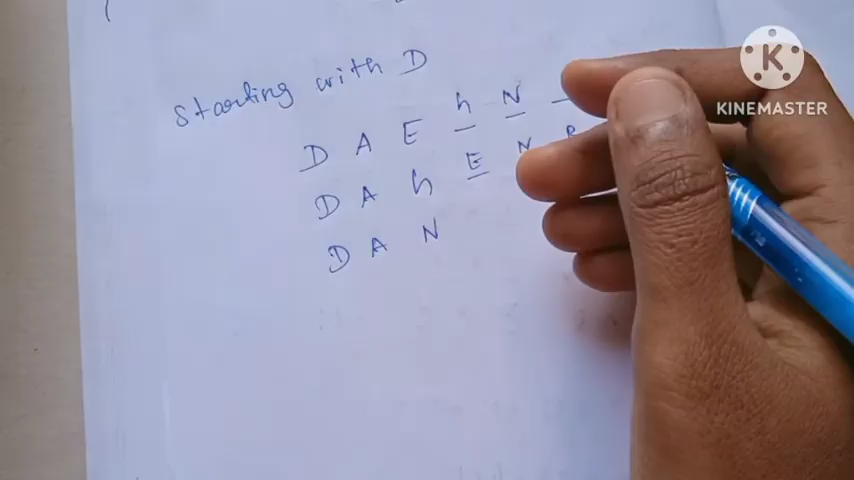 KINEMASTER
Starting with D
D A E h N
D A h E N R
D A N